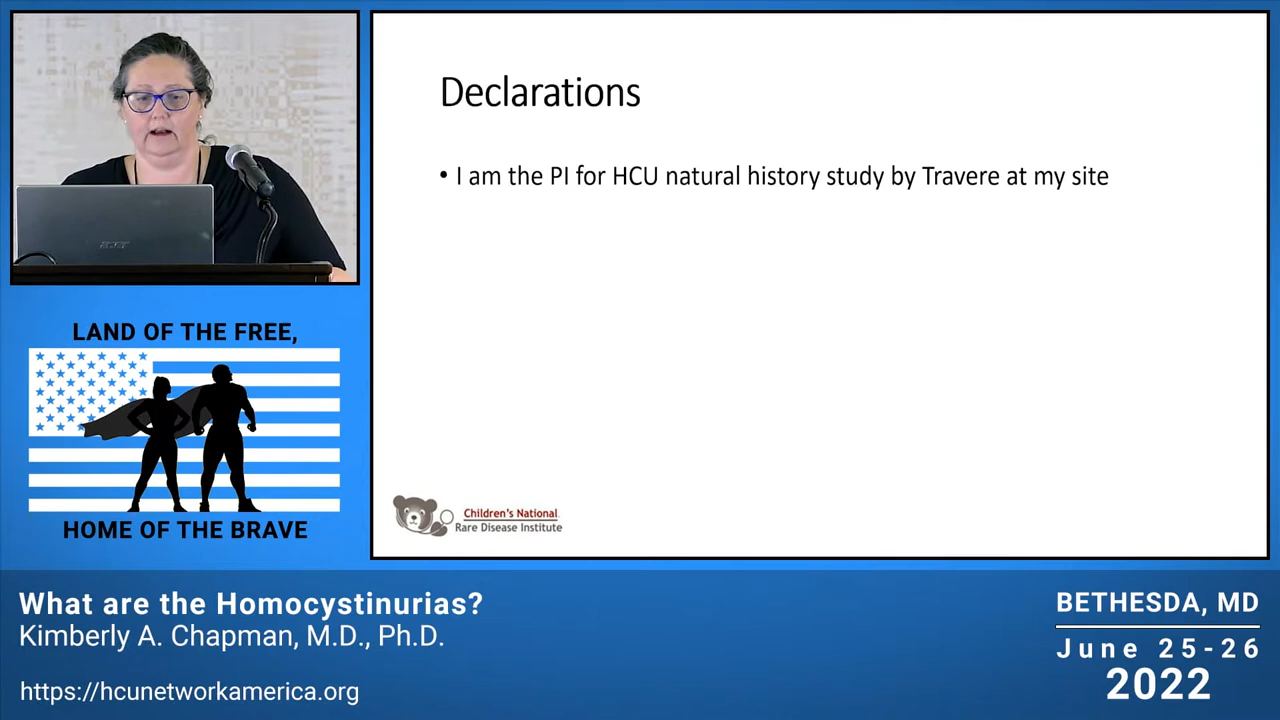 Declarations
• I am the PI for HCU natural history study by Travere at my site
Children's National
Rare Disease Institute
acer
LAND OF THE FREE,
HOME OF THE BRAVE
What are the Homocystinurias?
Kimberly A. Chapman, M.D., Ph.D.
https://hcunetworkamerica.org
BETHESDA, MD
June 25-26
2022